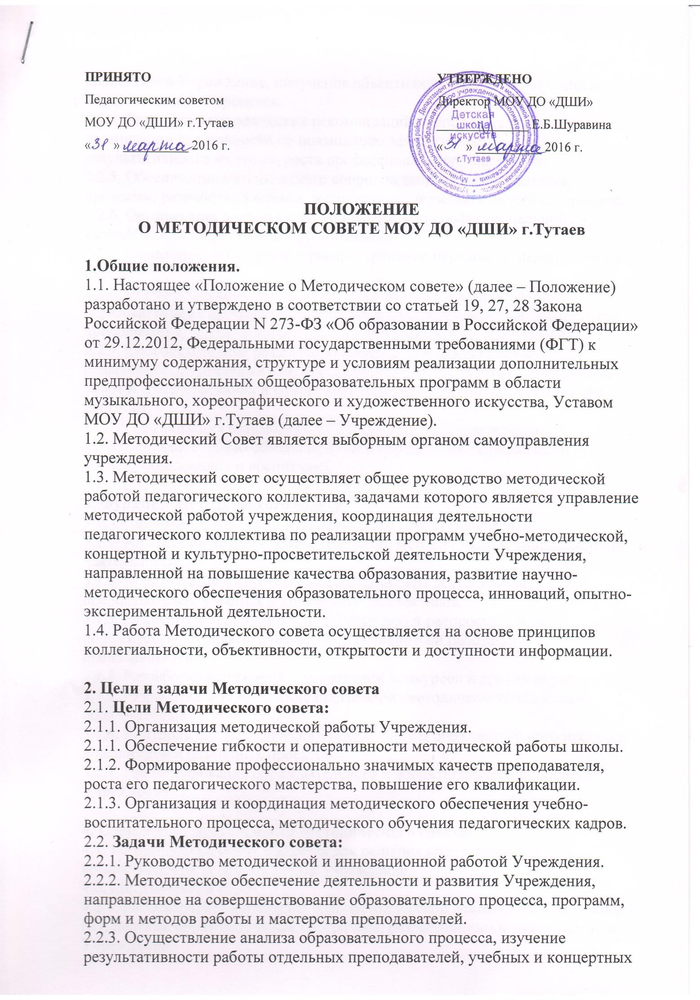 ПРИНЯТО
Педагогическим советом
МОУ ДО «ДШИ» г.Тутаев
«31» марта 2016 г.
УТВЕРЖДЕНО
Директор МОУ ДО «ДШИ»
Е.Б.Шуравина
«31» марта 2016 г.
Детская
школа
искусств
г.Тутаев
ПОЛОЖЕНИЕ
О МЕТОДИЧЕСКОМ СОВЕТЕ МОУ ДО «ДШИ» г.Тутаев
1.Общие положения.
1.1. Настоящее «Положение о Методическом совете» (далее – Положение)
разработано и утверждено в соответствии со статьей 19, 27, 28 Закона
Российской Федерации N 273-ФЗ «Об образовании в Российской Федерации»
от 29.12.2012, Федеральными государственными требованиями (ФГТ) к
минимуму содержания, структуре и условиям реализации дополнительных
предпрофессиональных общеобразовательных программ в области
музыкального, хореографического и художественного искусства, Уставом
МОУ ДО «ДШИ» г.Тутаев (далее – Учреждение).
1.2. Методический Совет является выборным органом самоуправления
учреждения.
1.3. Методический совет осуществляет общее руководство методической
работой педагогического коллектива, задачами которого является управление
методической работой учреждения, координация деятельности
педагогического коллектива по реализации программ учебно-методической,
концертной и культурно-просветительской деятельности Учреждения,
направленной на повышение качества образования, развитие научно-
методического обеспечения образовательного процесса, инноваций, опытно-
экспериментальной деятельности.
1.4. Работа Методического совета осуществляется на основе принципов
коллегиальности, объективности, открытости и доступности информации.
2. Цели и задачи Методического совета
2.1. Цели Методического совета:
2.1.1. Организация методической работы Учреждения.
2.1.1. Обеспечение гибкости и оперативности методической работы школы.
2.1.2. Формирование профессионально значимых качеств преподавателя,
роста его педагогического мастерства, повышение его квалификации.
2.1.3. Организация и координация методического обеспечения учебно-
воспитательного процесса, методического обучения педагогических кадров.
2.2. Задачи Методического совета:
2.2.1. Руководство методической и инновационной работой Учреждения.
2.2.2. Методическое обеспечение деятельности и развития Учреждения,
направленное на совершенствование образовательного процесса, программ,
форм и методов работы и мастерства преподавателей.
2.2.3. Осуществление анализа образовательного процесса, изучение
результативности работы отдельных преподавателей, учебных и концертных